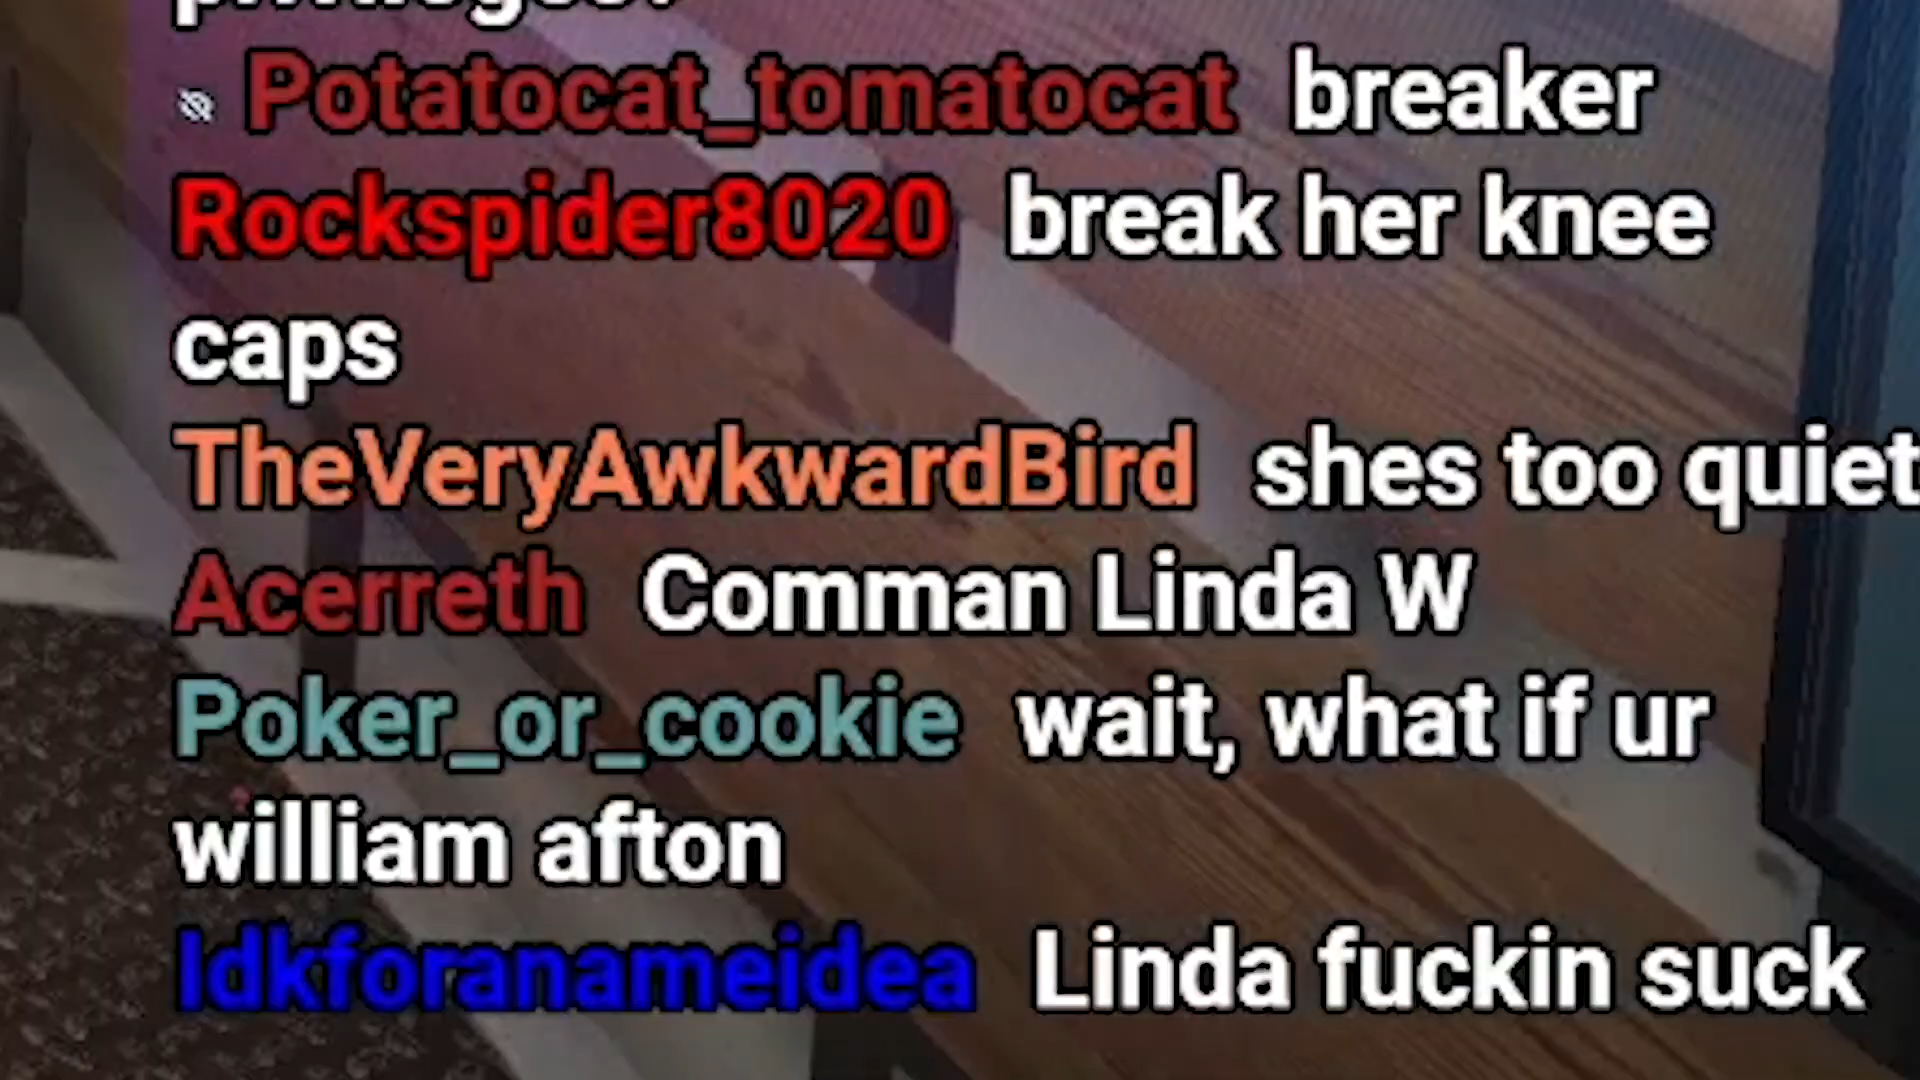 Potatocat_tomatocat breaker
Rockspider8020 break her knee
caps
TheVeryAwkwardBird shes too quiet
Acerreth Comman Linda W
Poker_or_cookie wait, what if ur
william afton
Idkforanameidea Linda fuckin suck